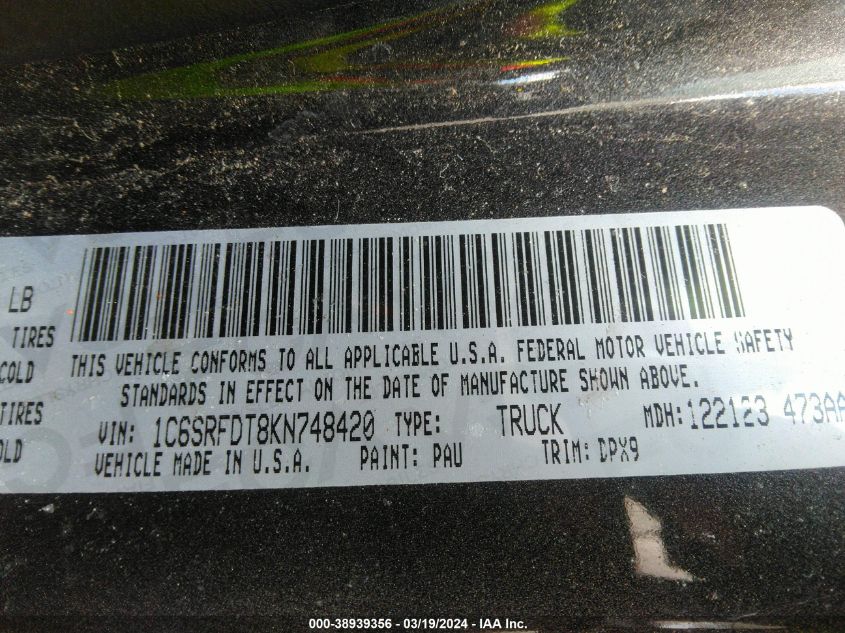 LB
TIRES
COLD
TIRES
OLD
THIS VEHICLE CONFORMS TO ALL APPLICABLE U.S.A. FEDERAL MOTOR VEHICLE SAFETY
STANDARDS IN EFFECT ON THE DATE OF MANUFACTURE SHOWN ABOVE.
VIN: 1C6SRFDT8KN748420 TYPE: TRUCK MDH:122123 473AA
VEHICLE MADE IN U.S.A. PAINT: PAU TRIM: DPX9
000-38939356 - 03/19/2024 - IAA Inc.